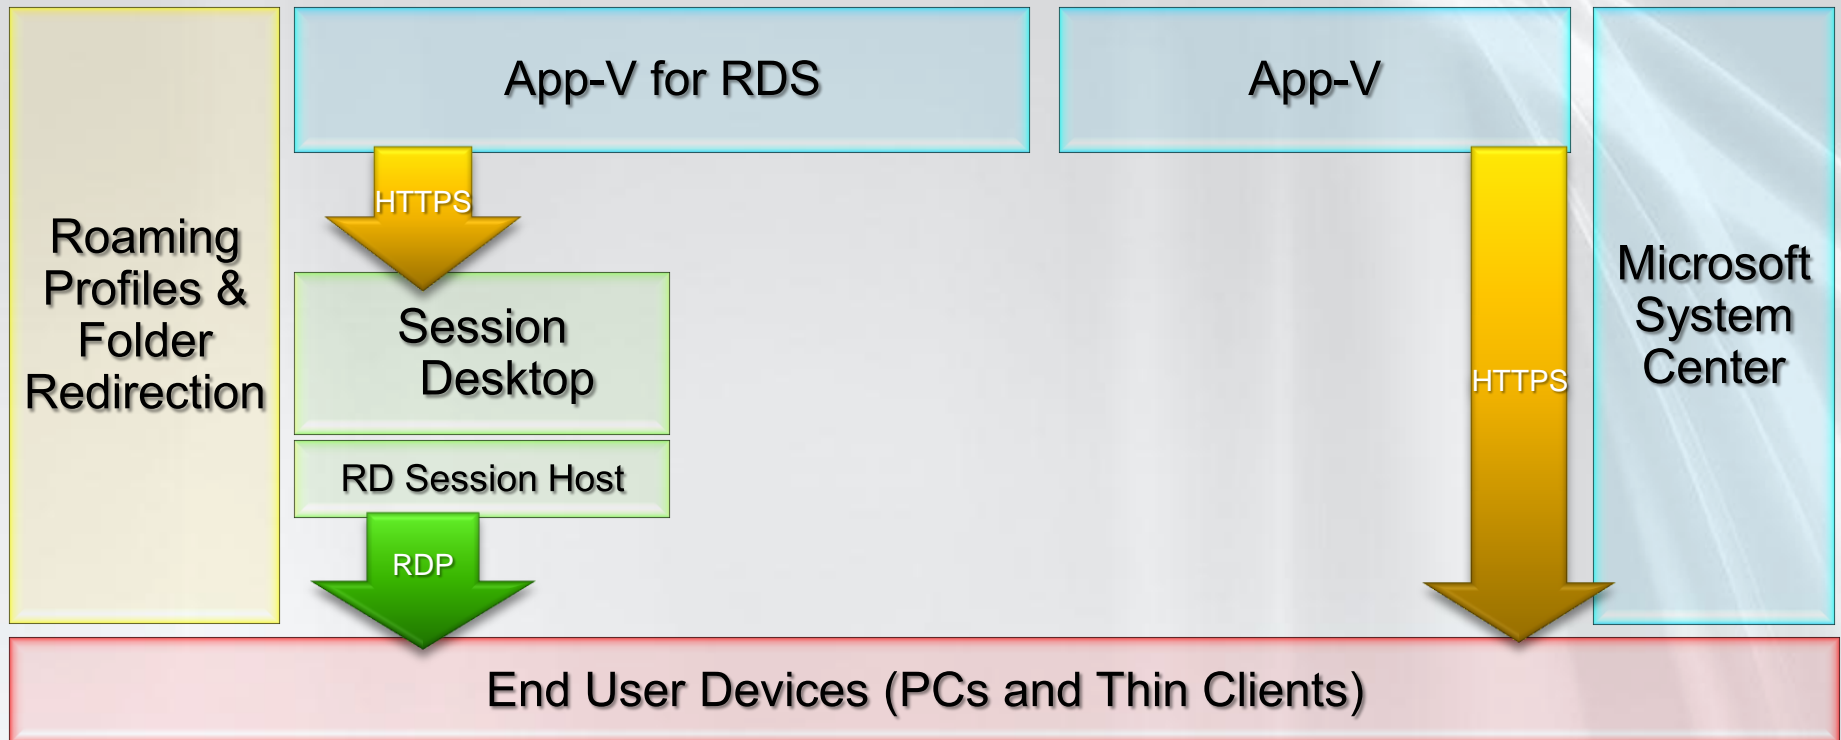 Roaming
Profiles &
Folder
Redirection
App-V for RDS
HTTPS
Session
Desktop
RD Session Host
RDP
App-V
HTTPS
Microsoft
System
Center
End User Devices (PCs and Thin Clients)